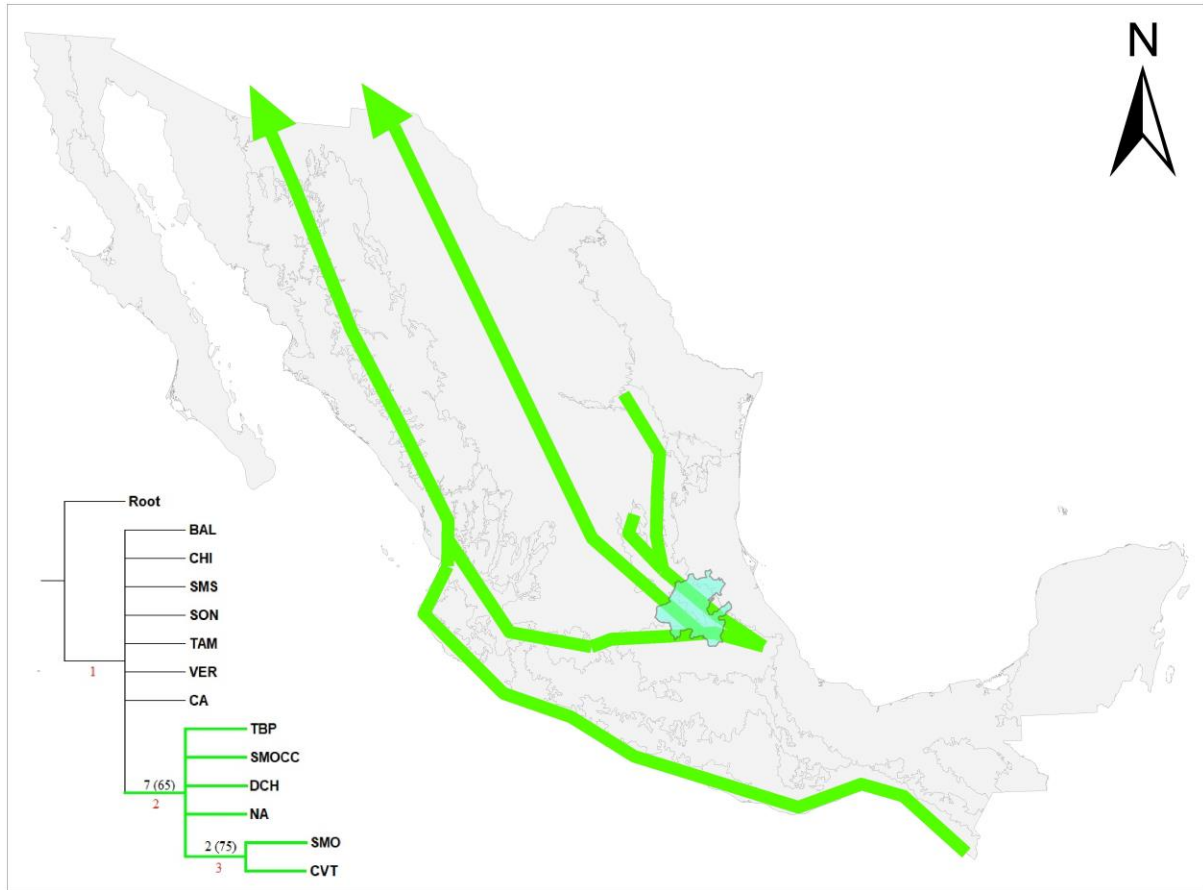 N
Root
BAL
CHI
SMS
SON
TAM
VER
1
CA
TBP
SMOCC
7 (65)
DCH
2
NA
2 (75)
SMO
3
CVT